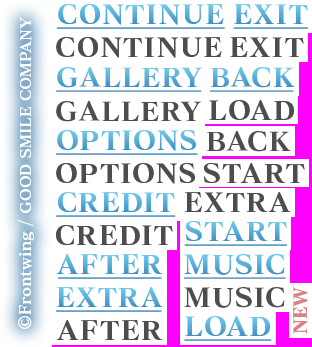 CONTINUE EXIT
CONTINUE EXIT
GALLERY BACK
GALLERY LOAD
OPTIONS BACK
OPTIONS START
CREDIT EXTRA
CREDIT START
AFTER MUSIC
EXTRA MUSIC
AFTER LOAD
NEW
©Frontwing / GOOD SMILE COMPANY